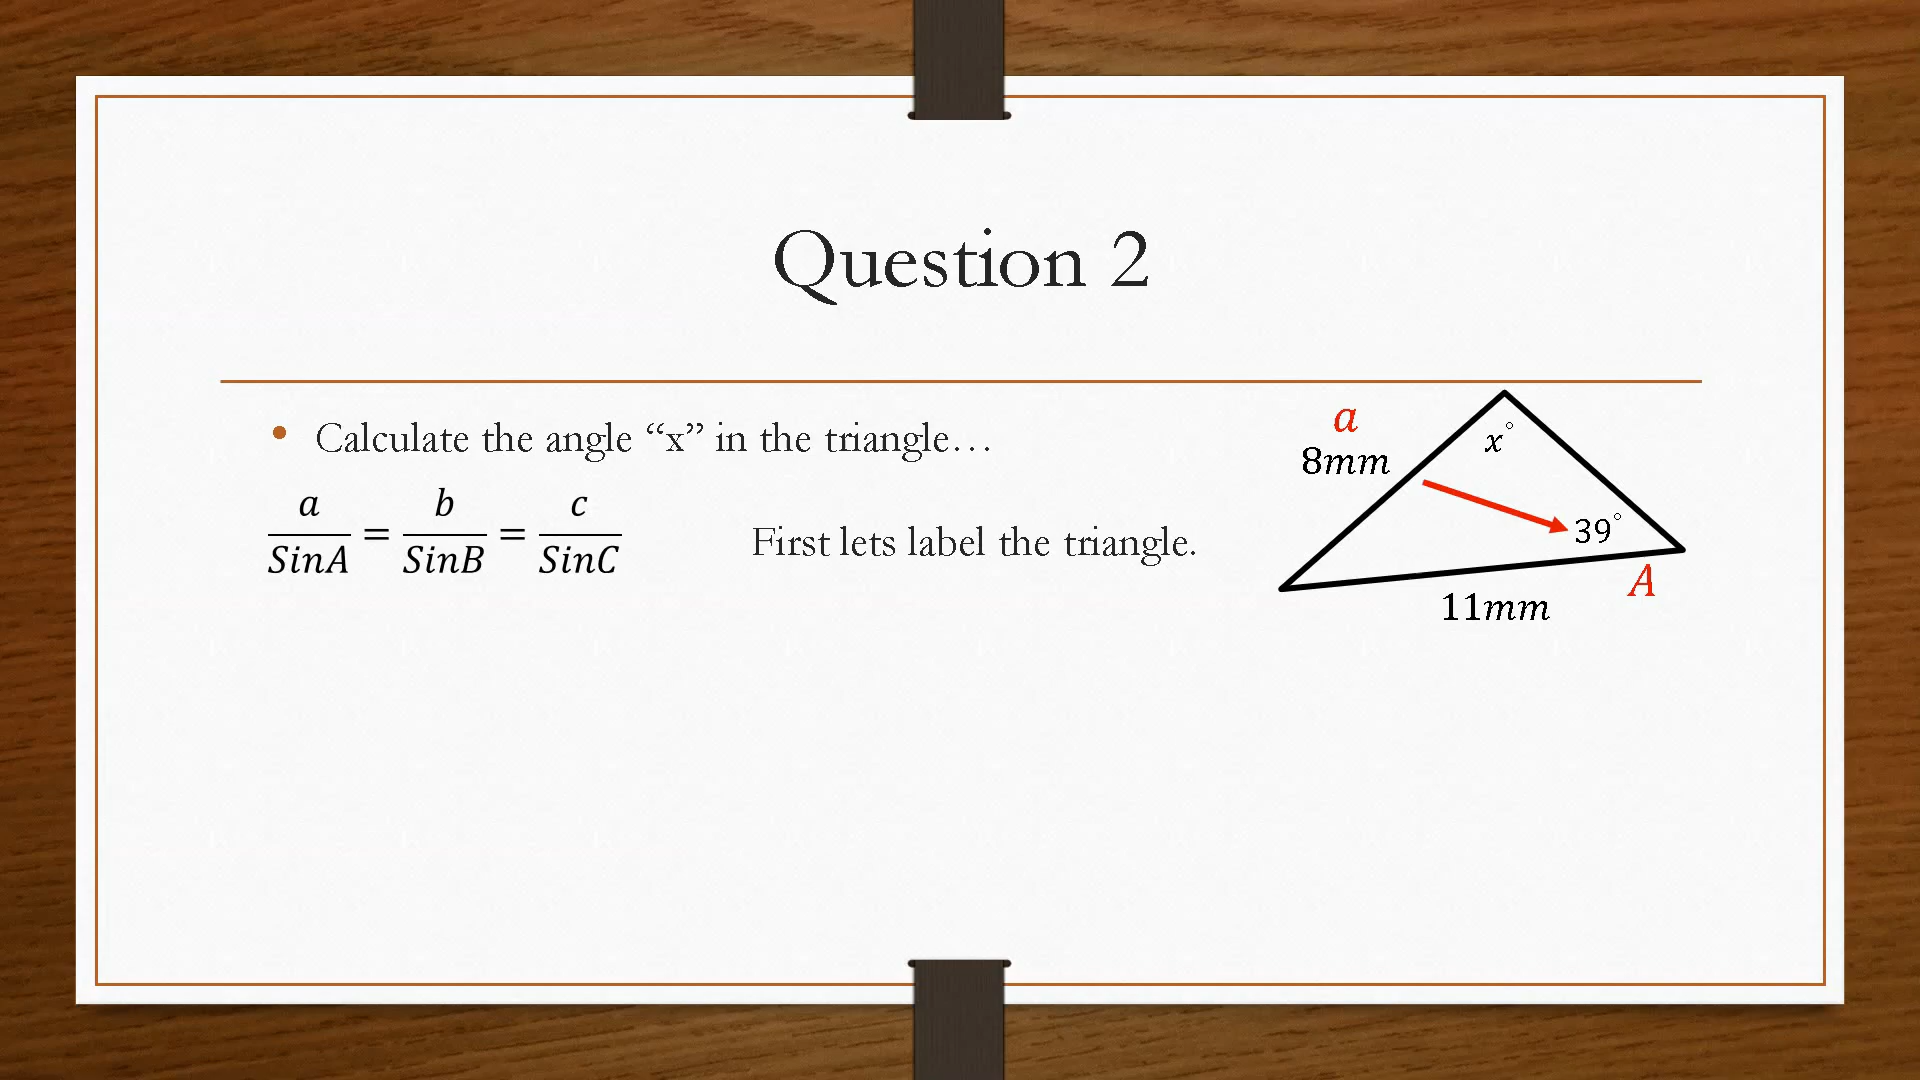 Question 2
• Calculate the angle “x” in the triangle…
a/SinA = b/SinB = c/SinC
First lets label the triangle.
a
8mm
x°
39°
A
11mm